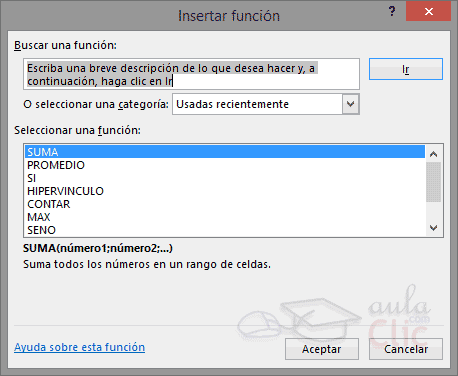 Insertar función
?
Buscar una función:
Escriba una breve descripción de lo que desea hacer y, a
continuación, haga clic en Ir
Ir
O seleccionar una categoría: Usadas recientemente
Seleccionar una función:
SUMA
PROMEDIO
SI
HIPERVINCULO
CONTAR
MAX
SENO
SUMA(número1;número2;...)
Suma todos los números en un rango de celdas.
aula
.com
Clic
Ayuda sobre esta función
Aceptar
Cancelar